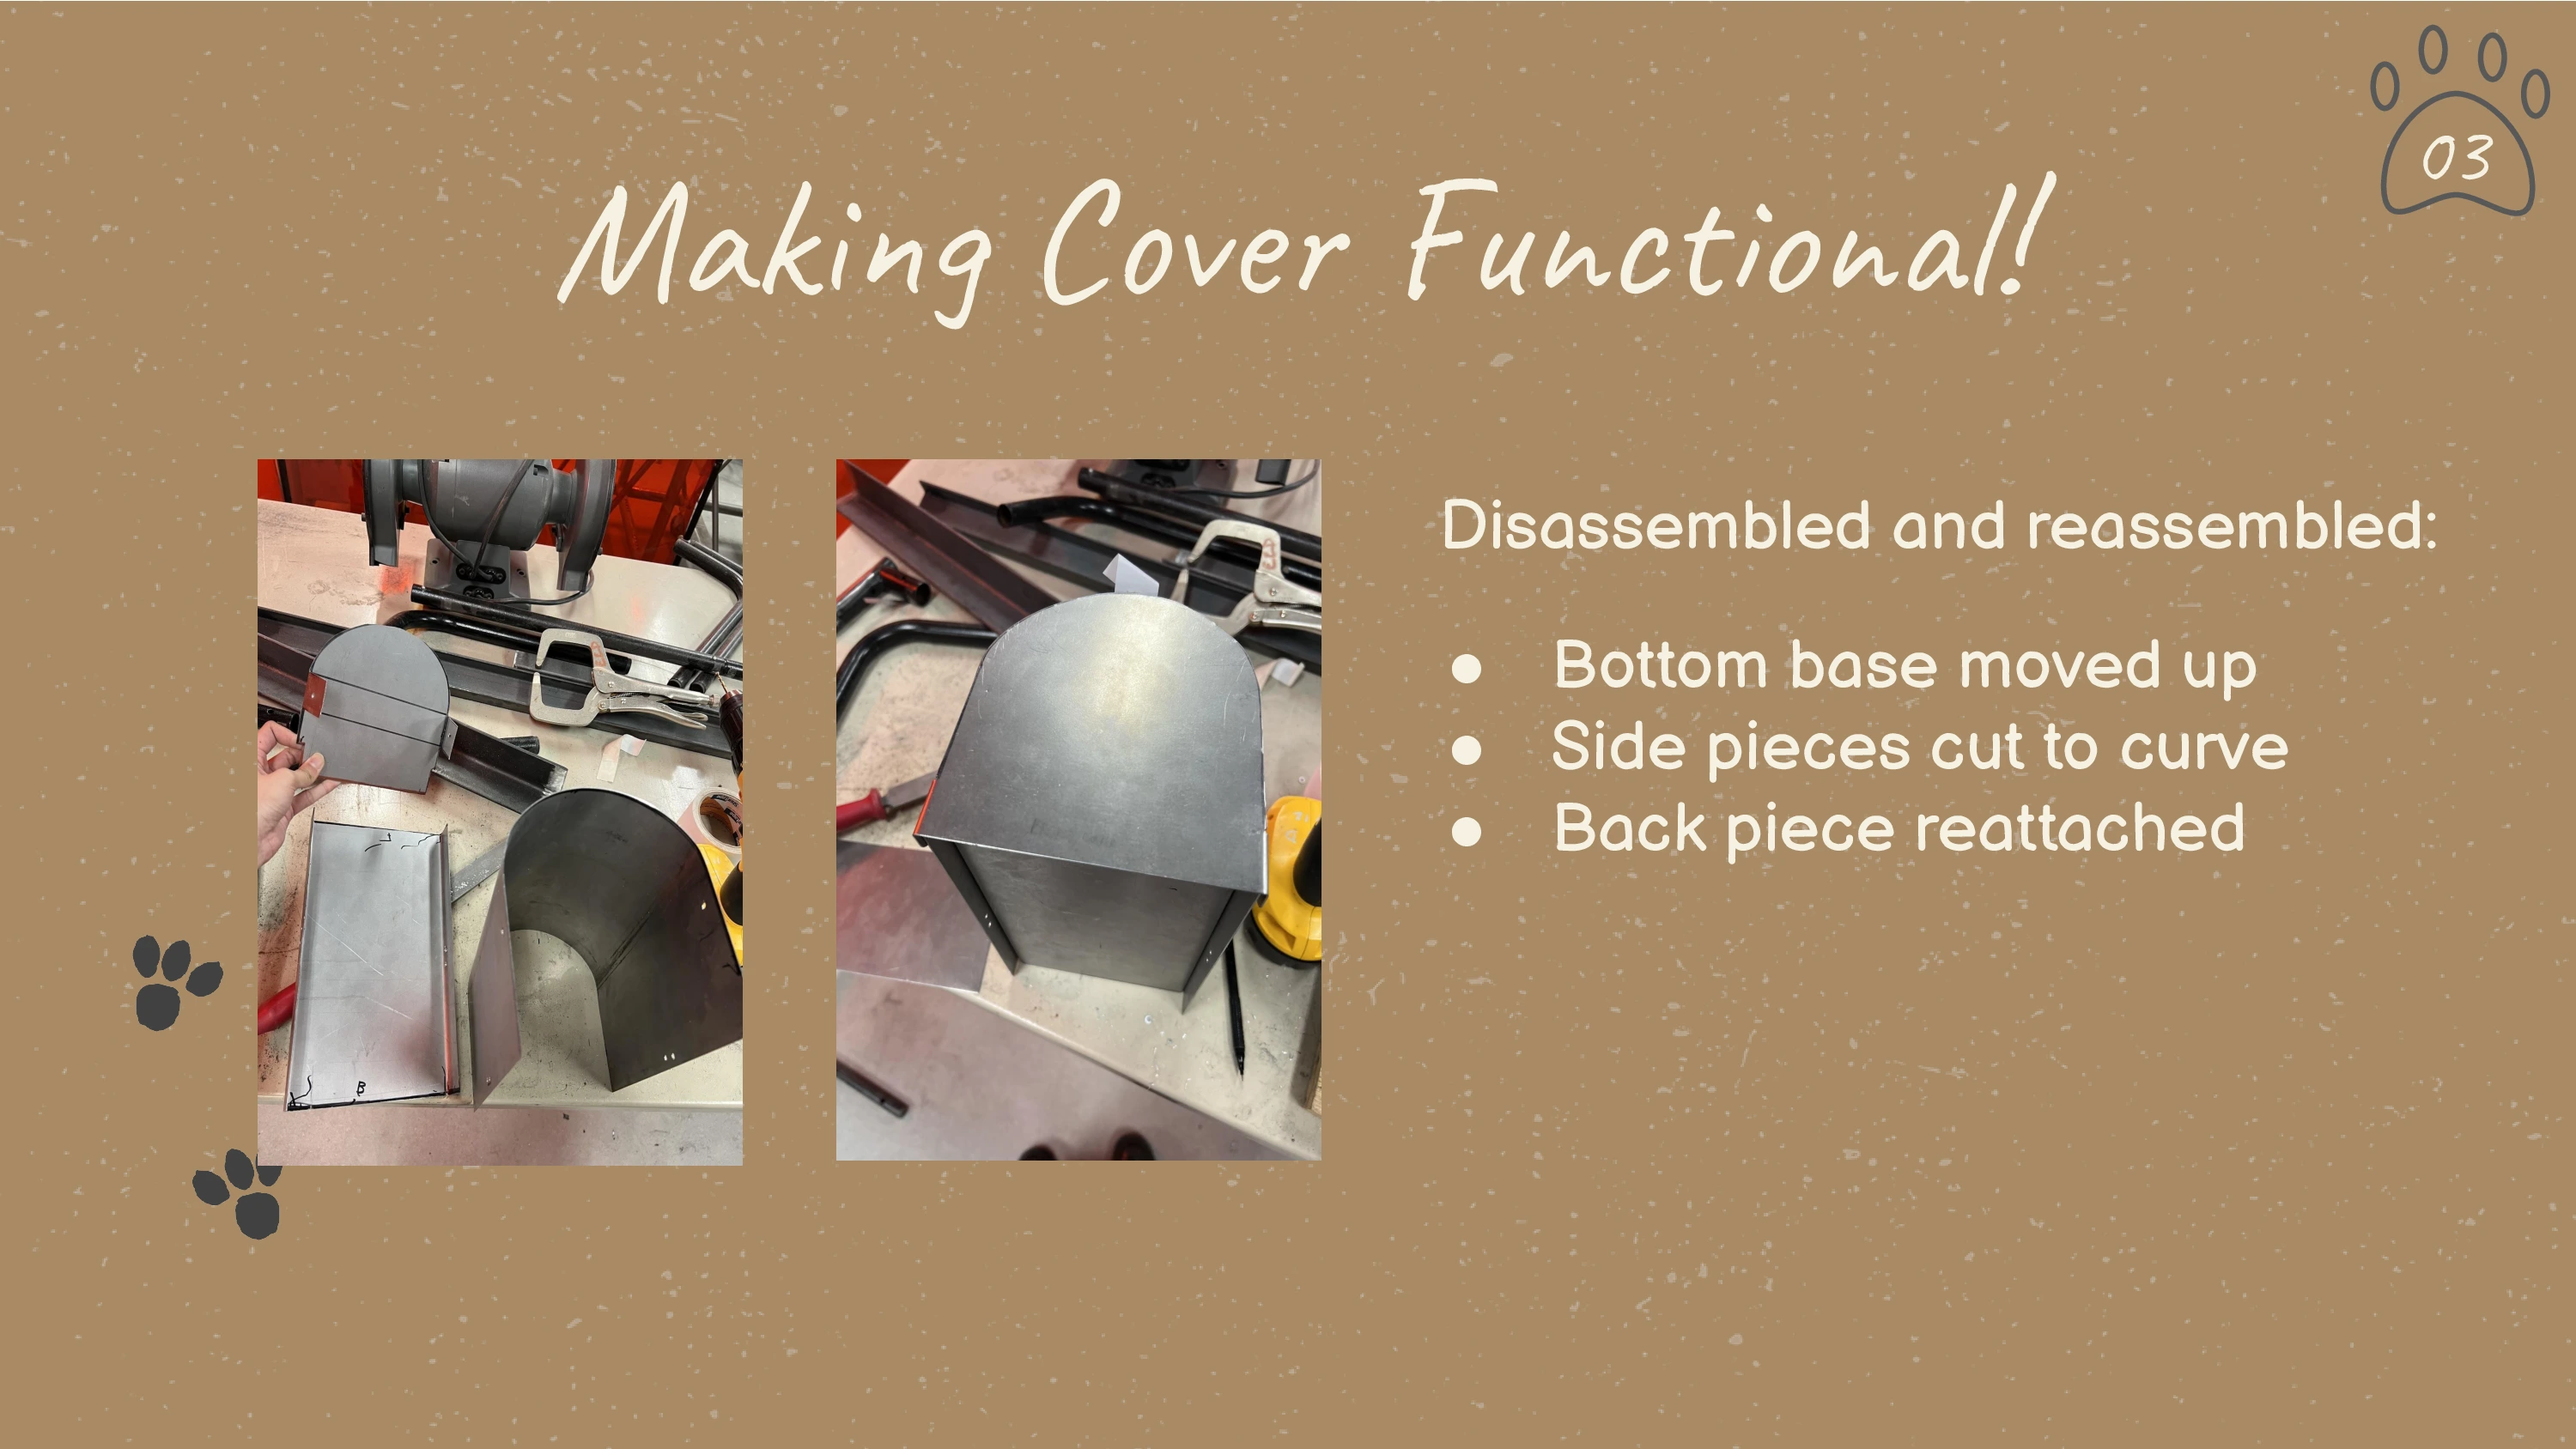 03
Making Cover Functional!
Disassembled and reassembled:
● Bottom base moved up
● Side pieces cut to curve
● Back piece reattached
B